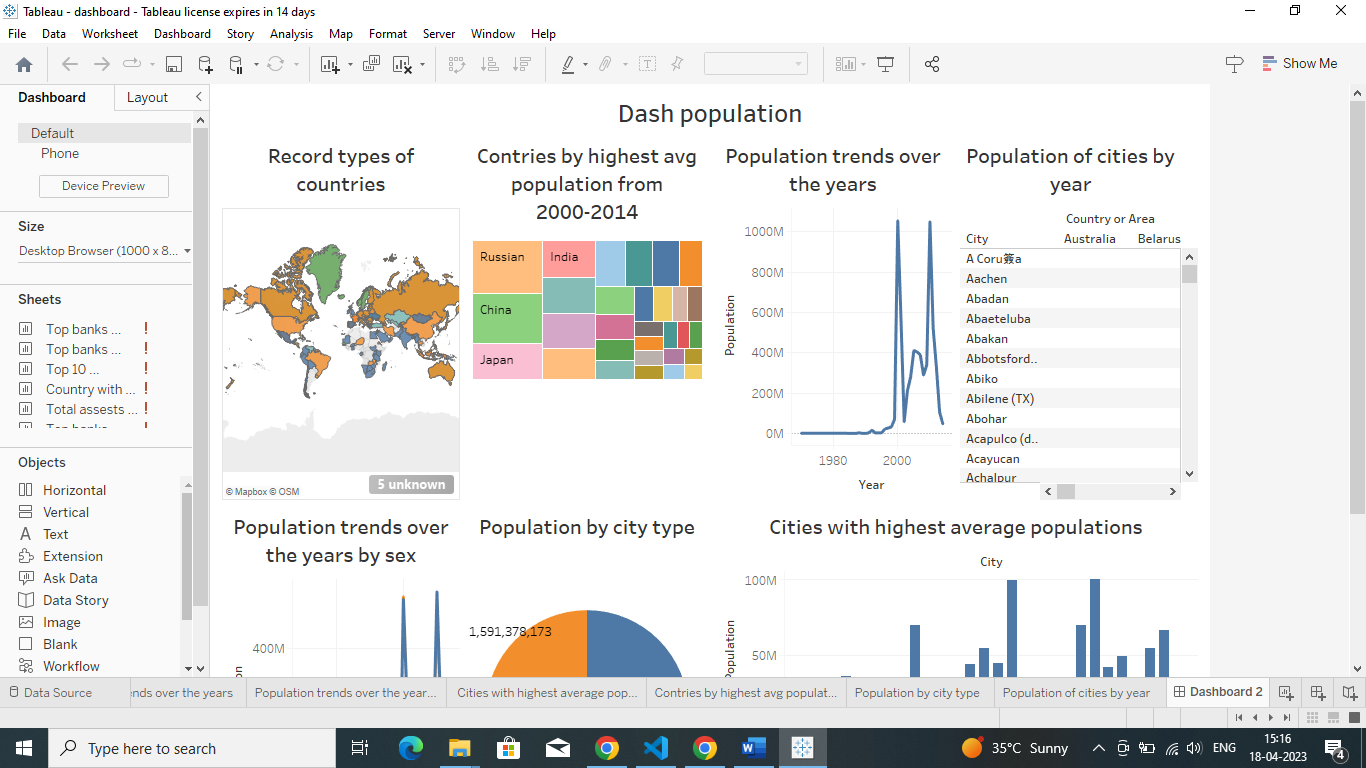 Tableau - dashboard - Tableau license expires in 14 days
File Data Worksheet Dashboard Story Analysis Map Format Server Window Help
Show Me
Dashboard Layout
Default
Phone
Device Preview
Size
Desktop Browser (1000 x 8...
Sheets
Top banks ...
Top banks ...
Top 10 ...
Country with ...
Total assests ...
Objects
Horizontal
Vertical
Text
Extension
Ask Data
Data Story
Image
Blank
Workflow
Dash population
Record types of
countries
© Mapbox © OSM
5 unknown
Contries by highest avg
population from
2000-2014
Russian
India
China
Japan
Population trends over
the years
1000M
800M
600M
400M
200M
0M
Population
1980 2000
Year
Population of cities by
year
Country or Area
City Australia Belarus
A Coru簽a
Aachen
Abadan
Abaeteluba
Abakan
Abbotsford..
Abiko
Abilene (TX)
Abohar
Acapulco (d..
Acayucan
Achalpur
Population trends over
the years by sex
400M
Population by city type
1,591,378,173
Cities with highest average populations
City
100M
50M
Population
Data Source
ends over the years
Population trends over the year...
Cities with highest average pop...
Contries by highest avg populat...
Population by city type
Population of cities by year
Dashboard 2
Type here to search
35°C Sunny
ENG
15:16
18-04-2023
4